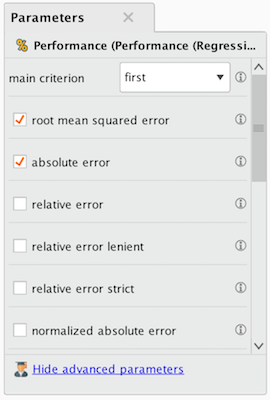 Parameters
Performance (Performance (Regressi...
main criterion first
root mean squared error
absolute error
relative error
relative error lenient
relative error strict
normalized absolute error
Hide advanced parameters